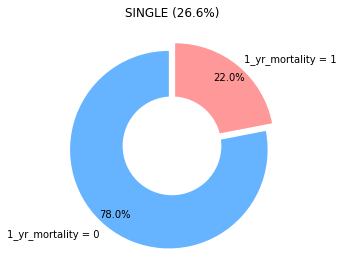 SINGLE (26.6%)
1_yr_mortality = 1
22.0%
78.0%
1_yr_mortality = 0